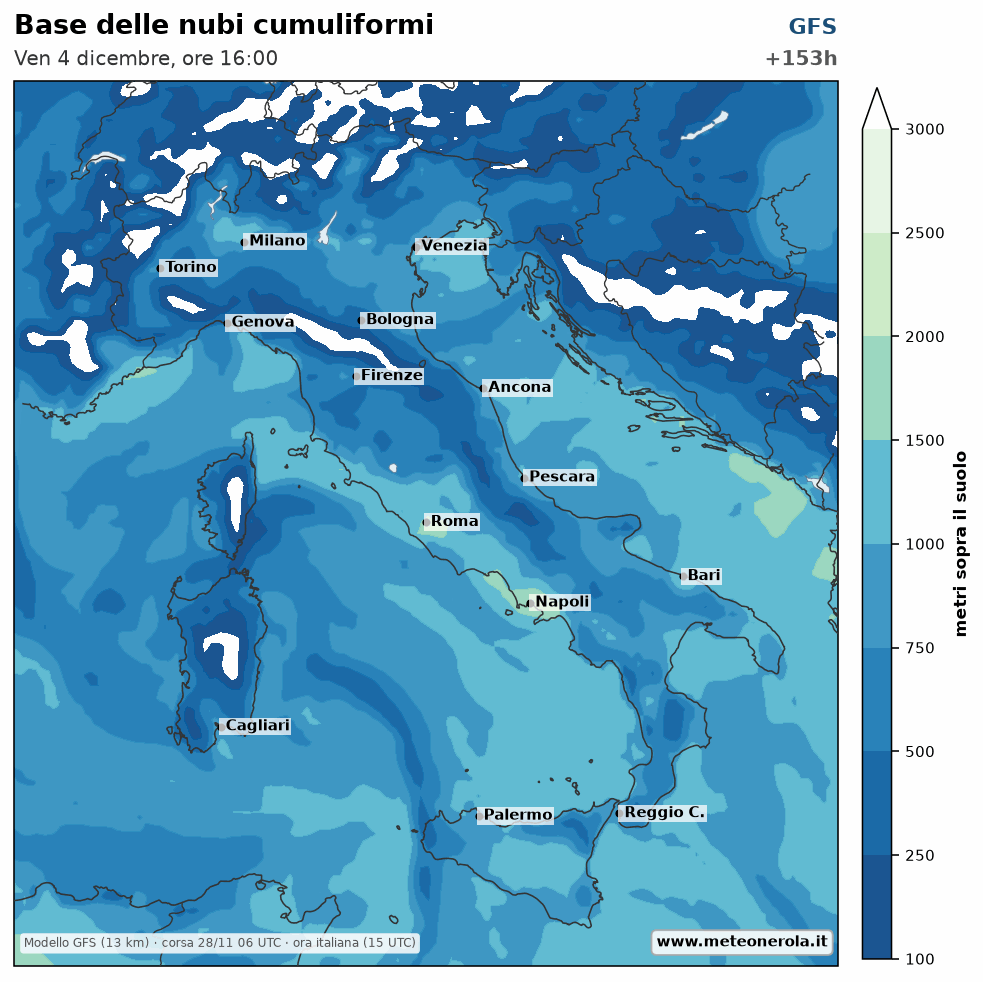 Base delle nubi cumuliformi
GFS
Ven 4 dicembre, ore 16:00
+153h
3000
2500
2000
1500
1000
750
500
250
100
metri sopra il suolo
Milano
Venezia
Torino
Genova
Bologna
Firenze
Ancona
Pescara
Roma
Bari
Napoli
Cagliari
Palermo
Reggio C.
Modello GFS (13 km) · corsa 28/11 06 UTC · ora italiana (15 UTC)
www.meteonerola.it